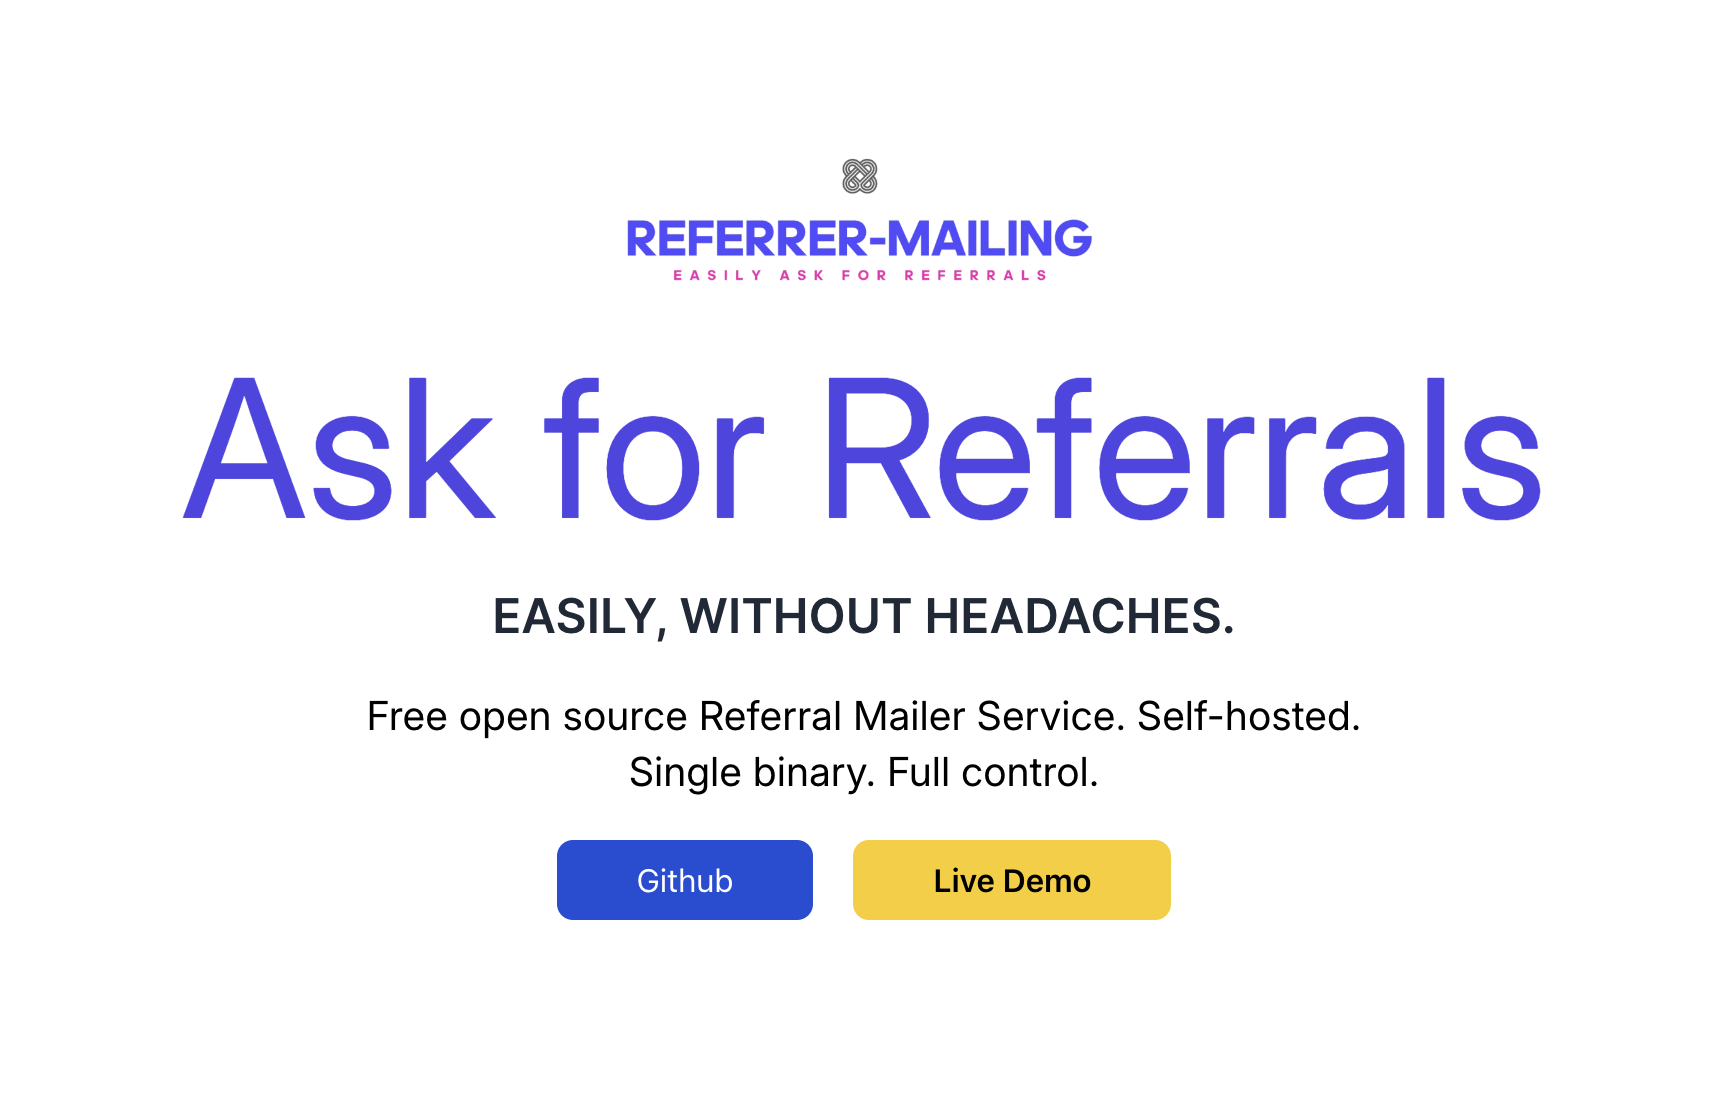 REFERRER-MAILING
EASILY ASK FOR REFERRALS
Ask for Referrals
EASILY, WITHOUT HEADACHES.
Free open source Referral Mailer Service. Self-hosted.
Single binary. Full control.
Github
Live Demo